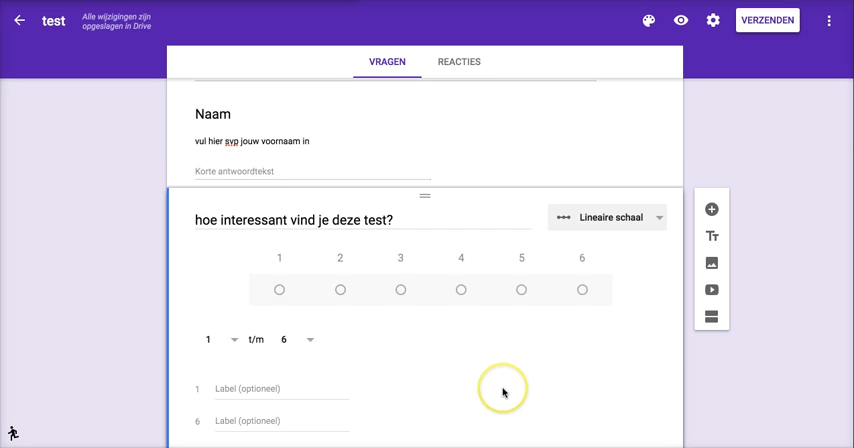 test
Alle wijzigingen zijn
opgeslagen in Drive
VERZENDEN
VRAGEN REACTIES
Naam
vul hier svp jouw voornaam in
Korte antwoordtekst
hoe interessant vind je deze test?
Lineaire schaal
1 2 3 4 5 6
1 t/m 6
1 Label (optioneel)
6 Label (optioneel)